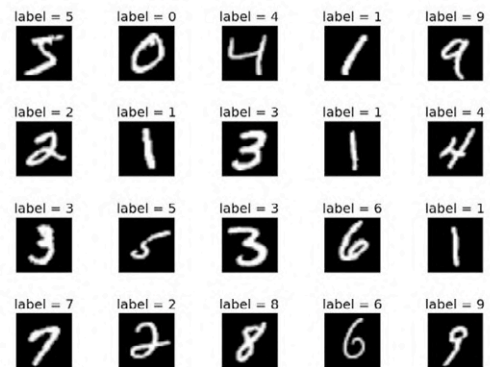 label = 5 label = 0 label = 4 label = 1 label = 9
5 0 4 1 9
label = 2 label = 1 label = 3 label = 1 label = 4
2 1 3 1 4
label = 3 label = 5 label = 3 label = 6 label = 1
3 5 3 6 1
label = 7 label = 2 label = 8 label = 6 label = 9
7 2 8 6 9